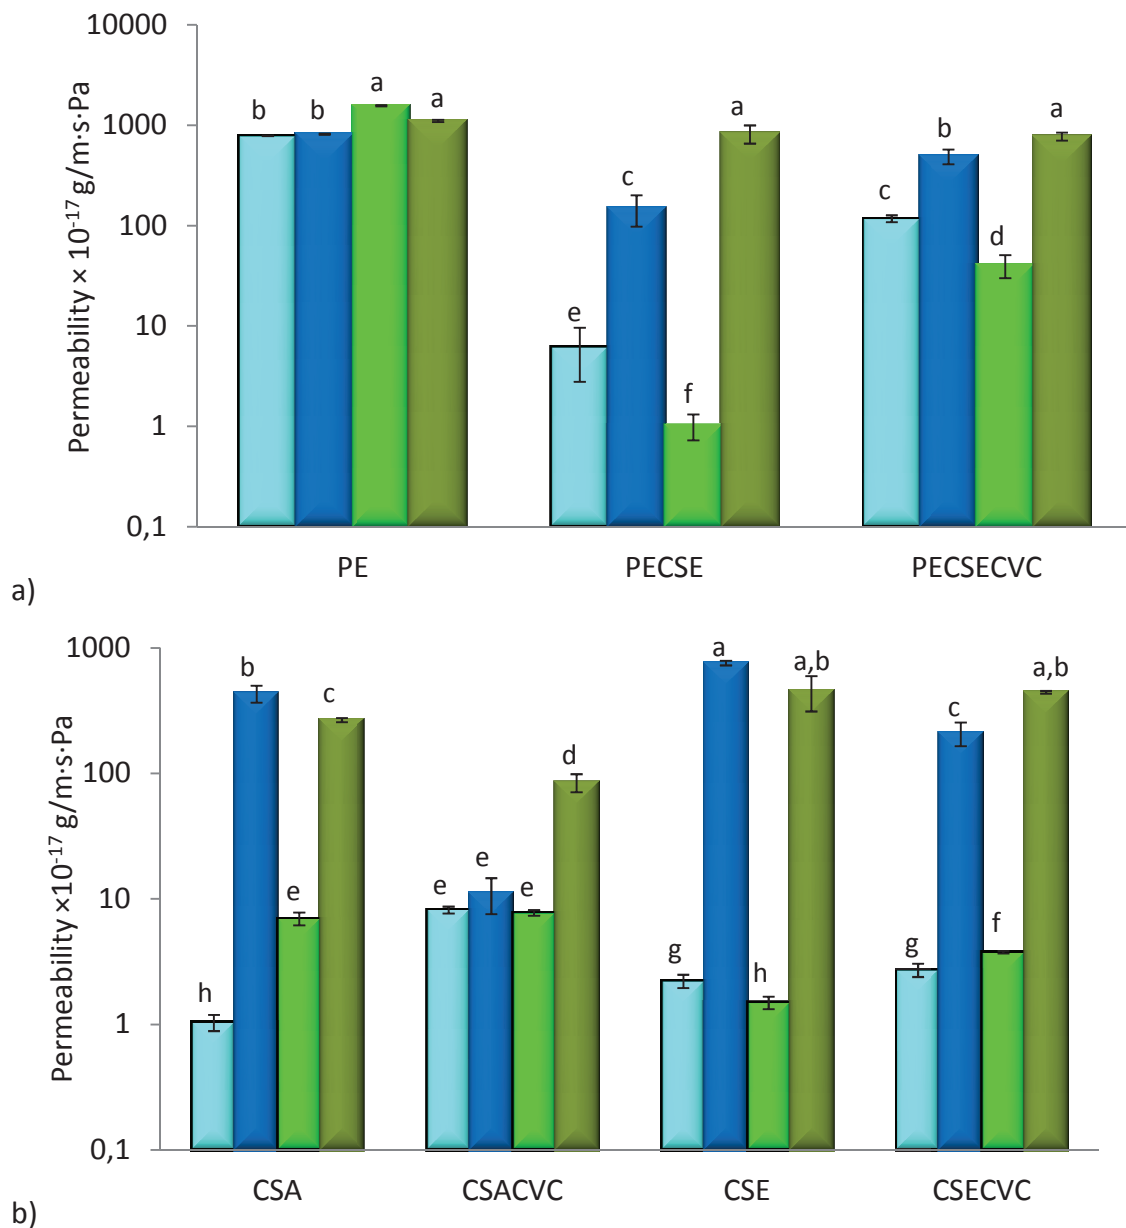 10000
1000
100
10
1
0,1
Permeability × 10⁻¹⁷ g/m·s·Pa
b b a a
e c f a
c b d a
PE PECSE PECSECVC
a)
1000
100
10
1
0,1
Permeability ×10⁻¹⁷ g/m·s·Pa
h b e c
e e e d
g a h a,b
g c f a,b
CSA CSACVC CSE CSECVC
b)